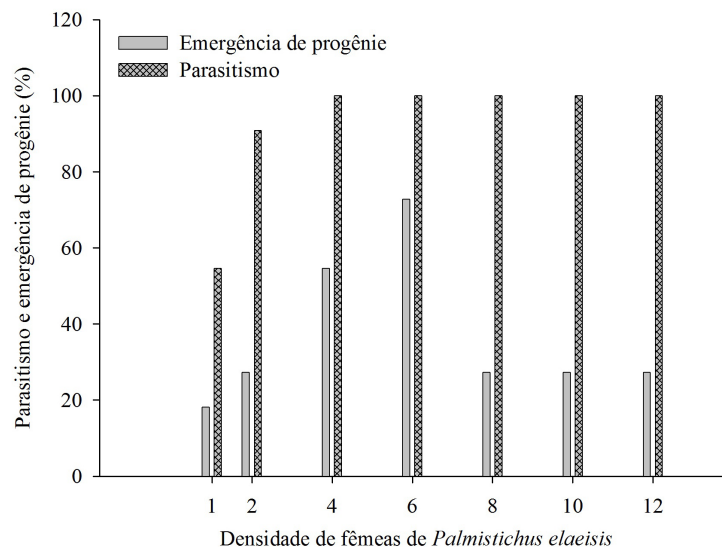 120
100
80
60
40
20
0
Parasitismo e emergência de progênie (%)
Emergência de progênie
Parasitismo
1 2 4 6 8 10 12
Densidade de fêmeas de Palmistichus elaeisis